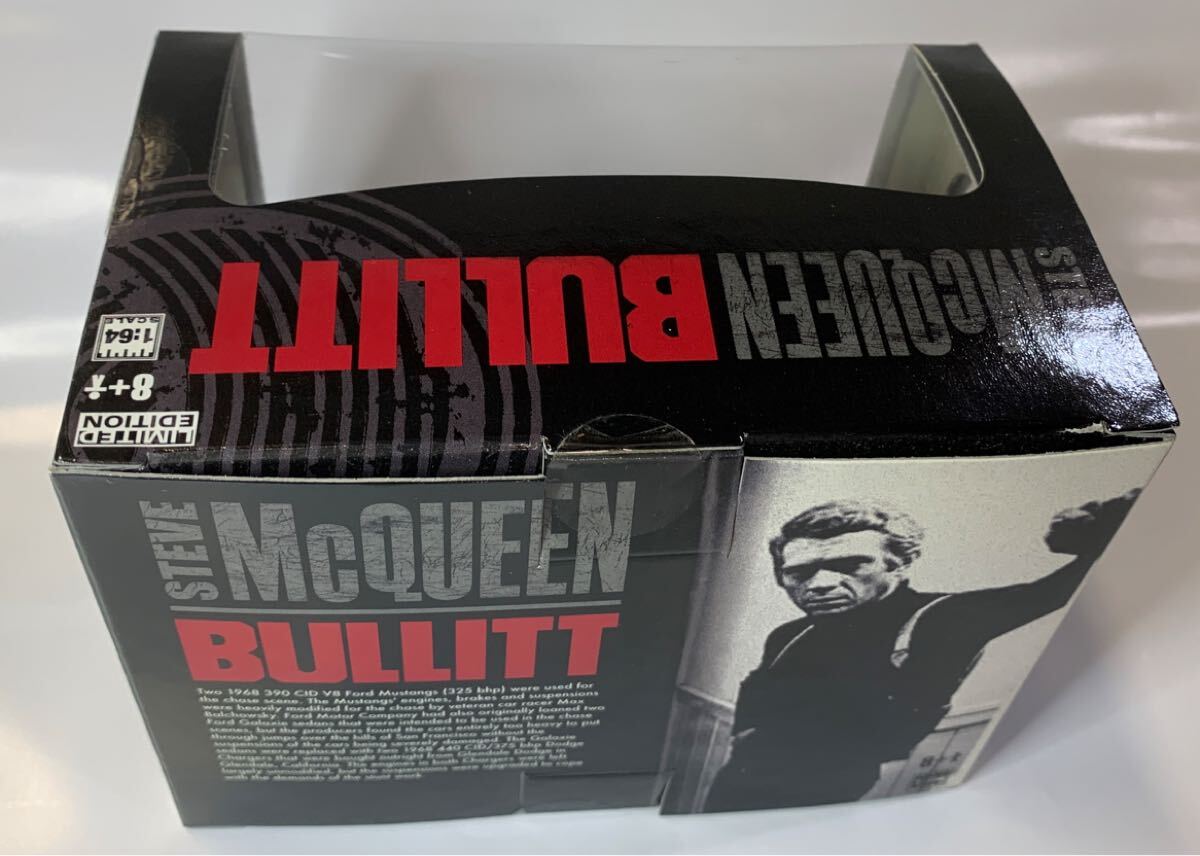 STEVE McQUEEN
BULLITT
LIMITED
EDITION
8+
1:64
SCALE
STEVE McQUEEN
BULLITT
Two 1968 390 CID V8 Ford Mustangs (325 bhp) were used for
the chase scene. The Mustangs' engines, brakes and suspensions
were heavily modified for the chase by veteran car racer Max
Balchowsky. Ford Motor Company had also originally loaned two
Ford Galaxie sedans that were intended to be used in the chase
scenes, but the producers found the cars entirely too heavy to put
through jumps over the hills of San Francisco without the
suspensions of the cars being severely damaged. The Galaxie
sedans were replaced with two 1968 440 CID/375 bhp Dodge
Chargers that were bought outright from Glendale Dodge in
Glendale, California. The engines in both Chargers were left
largely unmodified, but the suspensions were upgraded to cope
with the demands of the stunt work